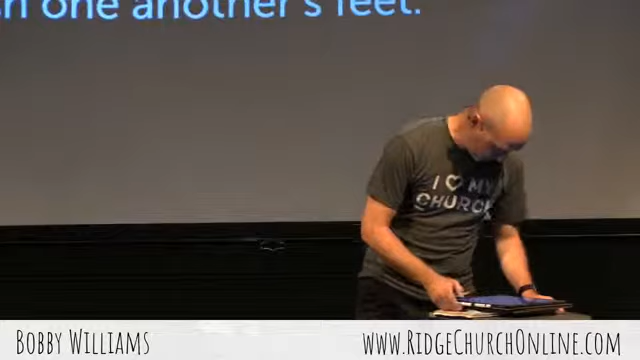 one another's feet.
I ♥ MY
CHURCH
BOBBY WILLIAMS
WWW.RIDGECHURCHONLINE.COM